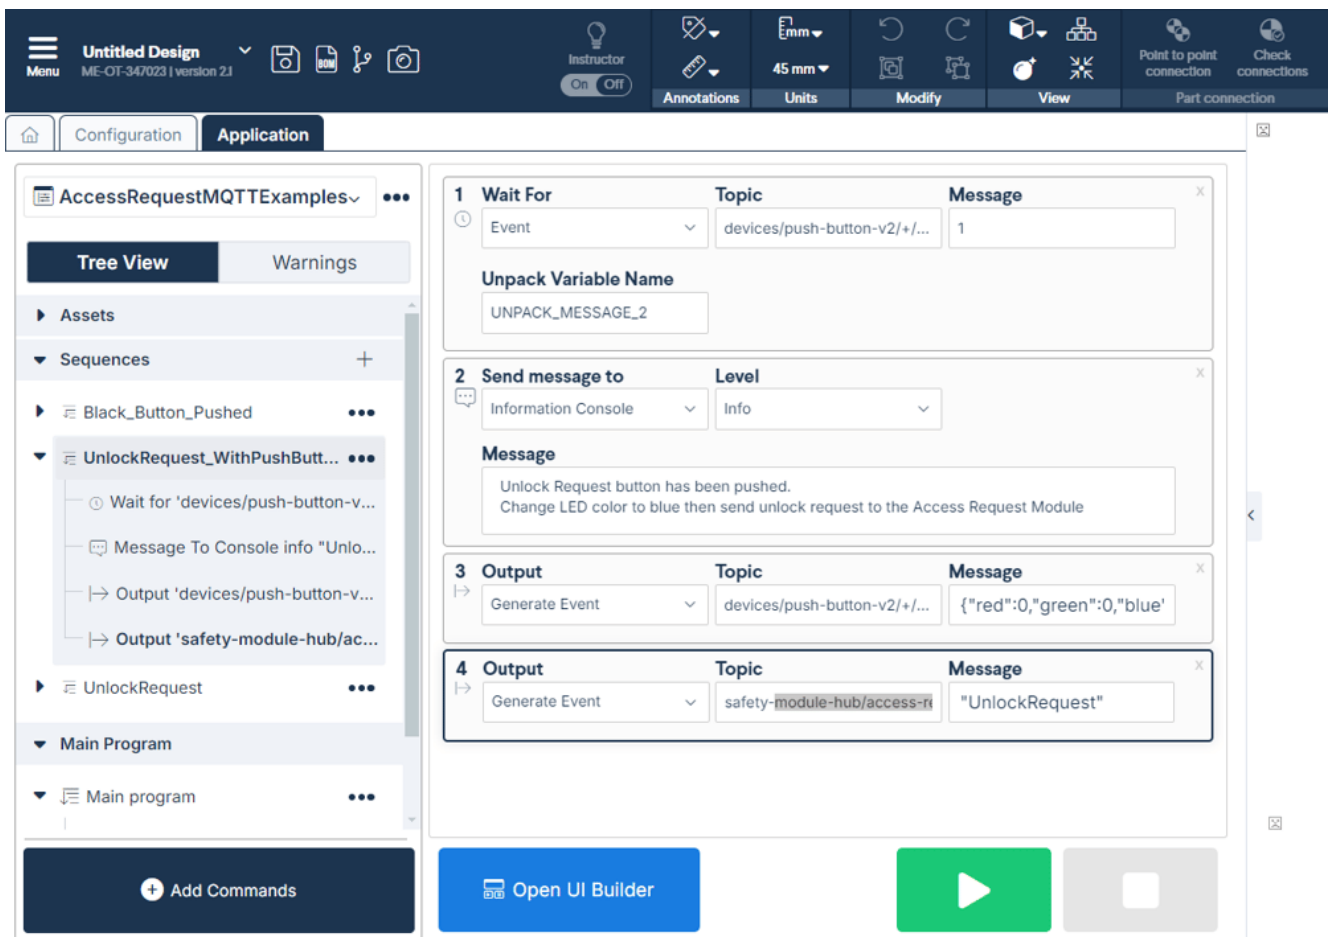 Menu
Untitled Design
ME-OT-347023 | version 2.1
BOM
Instructor
On Off
Annotations
mm
45 mm
Units
Modify
View
Point to point connection
Check connections
Part connection
Configuration
Application
AccessRequestMQTTExamples
Tree View
Warnings
Assets
Sequences
Black_Button_Pushed
UnlockRequest_WithPushButt...
Wait for 'devices/push-button-v...
Message To Console info "Unlo...
Output 'devices/push-button-v...
Output 'safety-module-hub/ac...
UnlockRequest
Main Program
Main program
Add Commands
1 Wait For Topic Message x
Event devices/push-button-v2/+/... 1
Unpack Variable Name
UNPACK_MESSAGE_2
2 Send message to Level x
Information Console Info
Message
Unlock Request button has been pushed.
Change LED color to blue then send unlock request to the Access Request Module
3 Output Topic Message x
Generate Event devices/push-button-v2/+/... {"red":0,"green":0,"blue"
4 Output Topic Message x
Generate Event safety-module-hub/access-re "UnlockRequest"
Open UI Builder